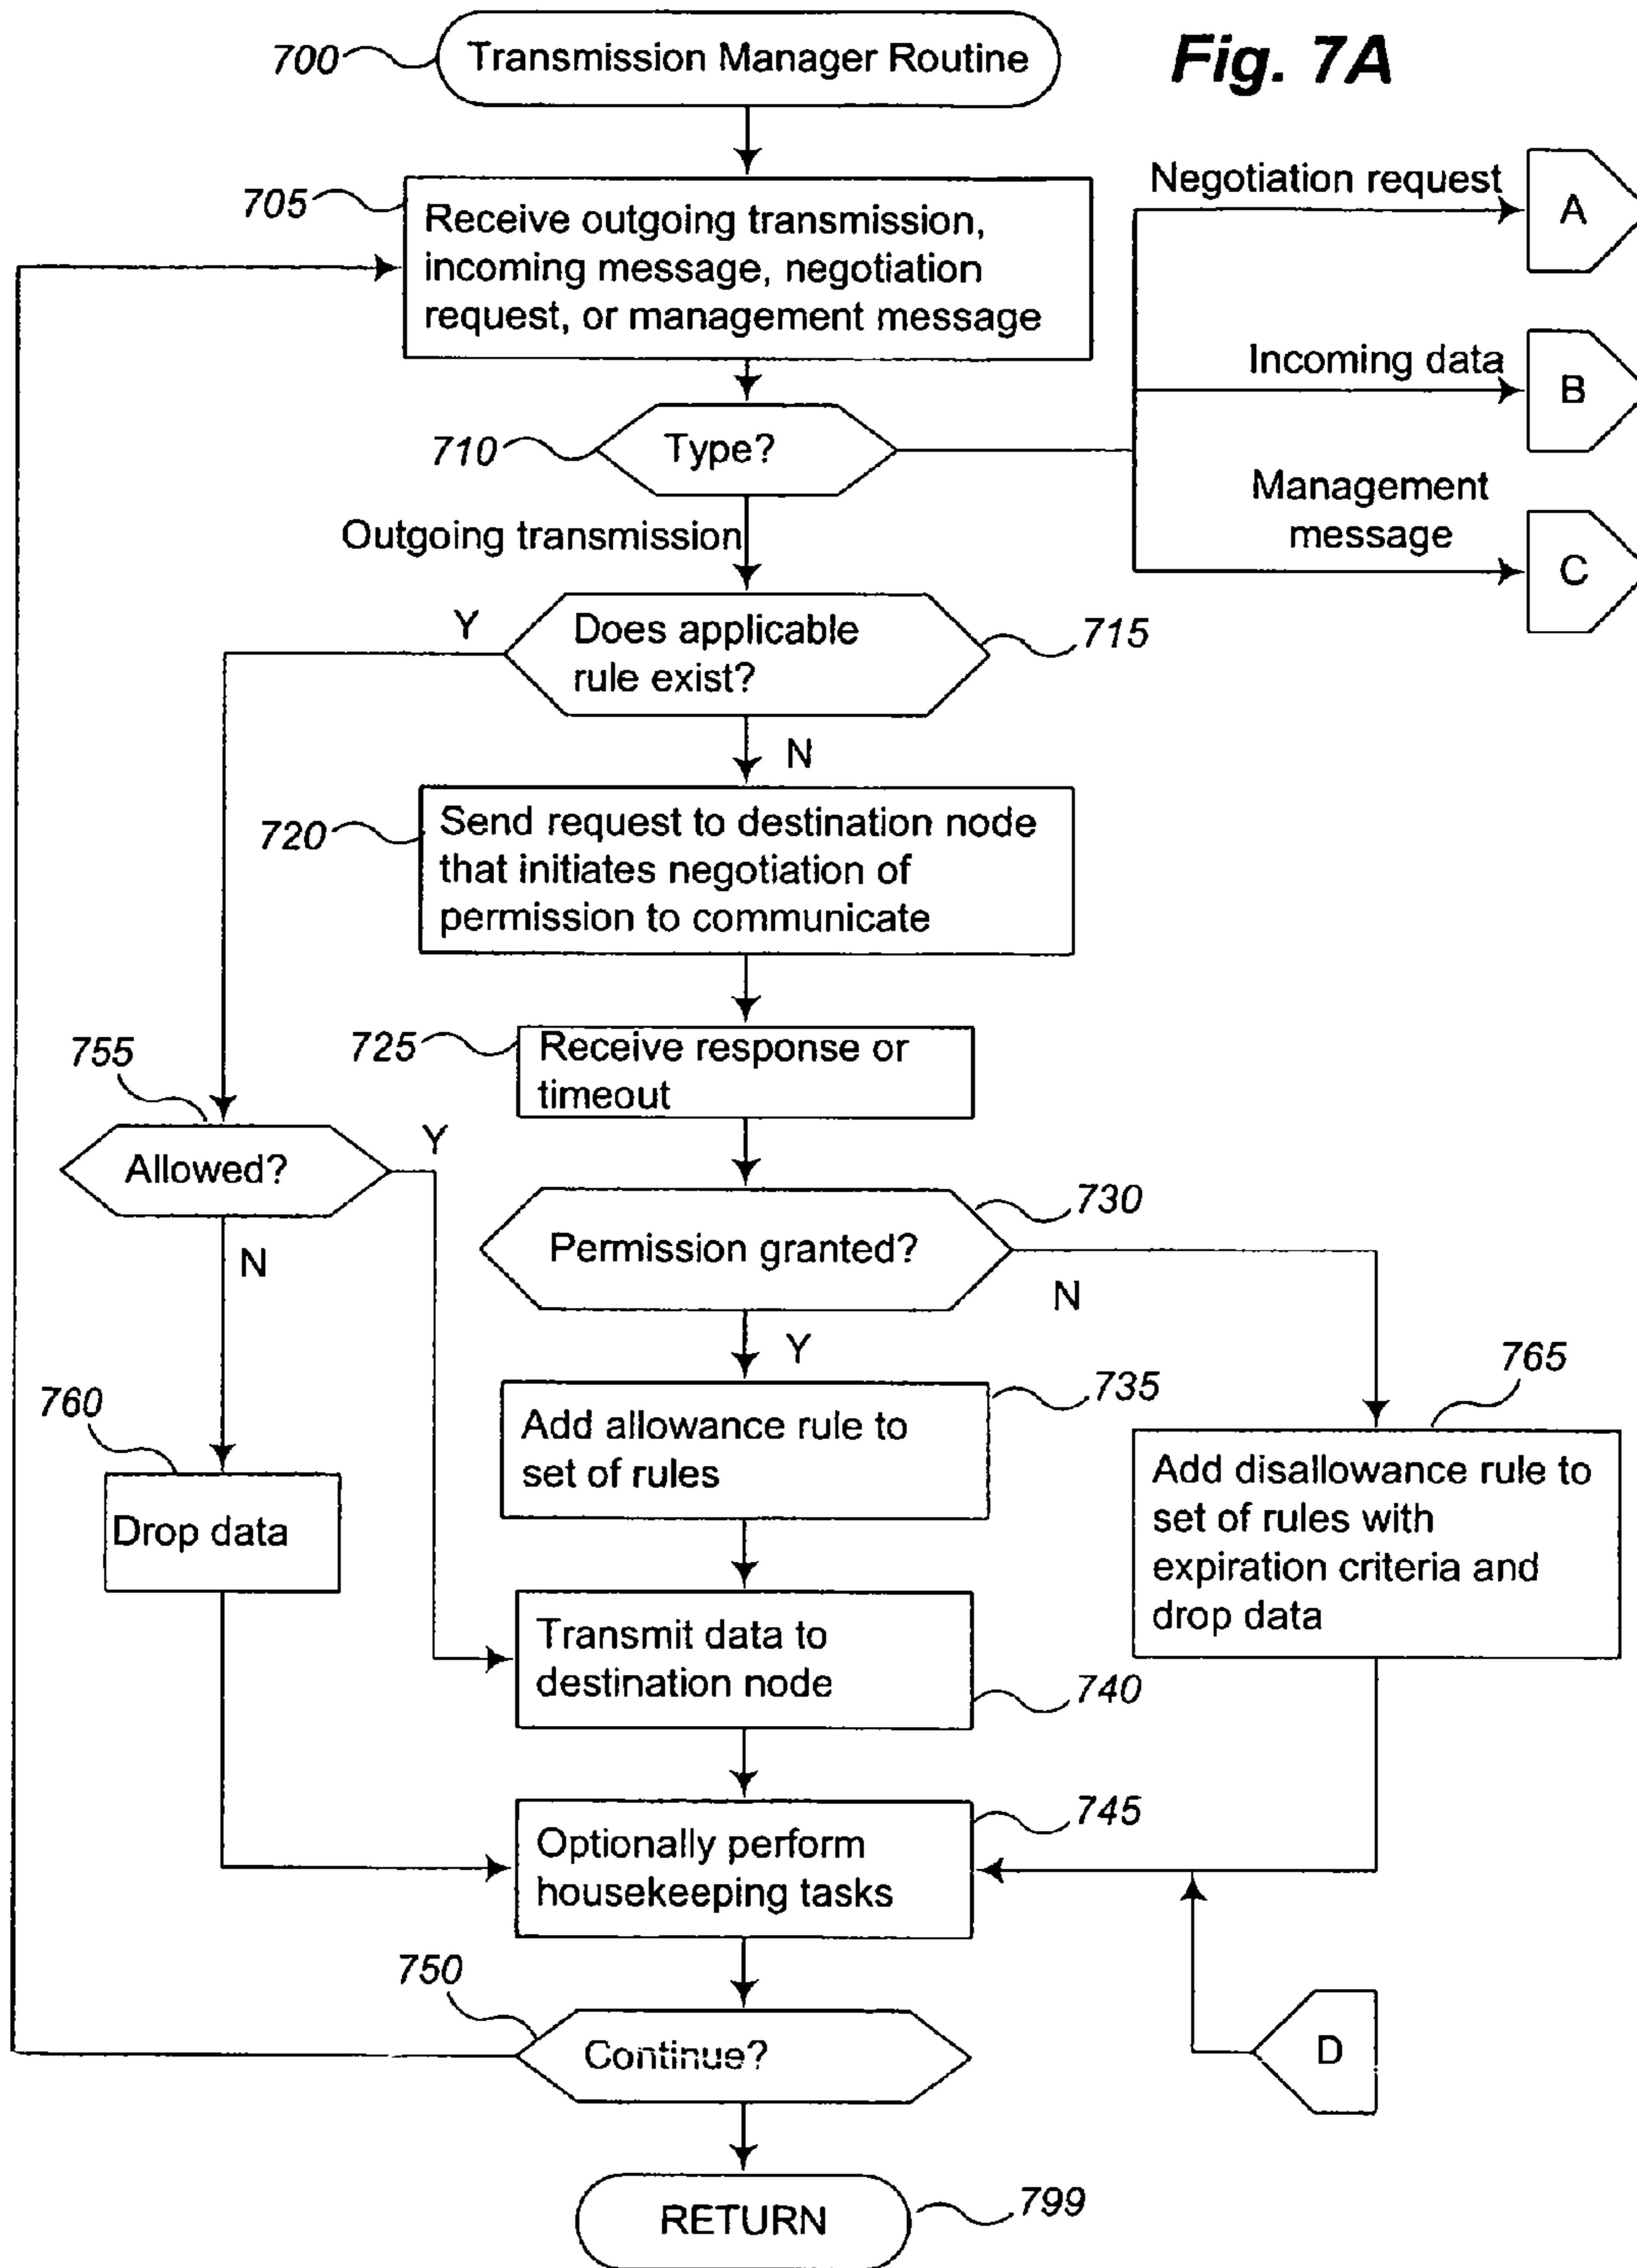 Fig. 7A
700
Transmission Manager Routine
705
Receive outgoing transmission,
incoming message, negotiation
request, or management message
Negotiation request
A
Incoming data
B
Management
message
C
710
Type?
Outgoing transmission
Y
Does applicable
rule exist?
715
N
720
Send request to destination node
that initiates negotiation of
permission to communicate
725
Receive response or
timeout
755
Allowed?
Y
N
730
Permission granted?
N
Y
735
Add allowance rule to
set of rules
760
Drop data
765
Add disallowance rule to
set of rules with
expiration criteria and
drop data
Transmit data to
destination node
740
745
Optionally perform
housekeeping tasks
750
Continue?
D
RETURN
799